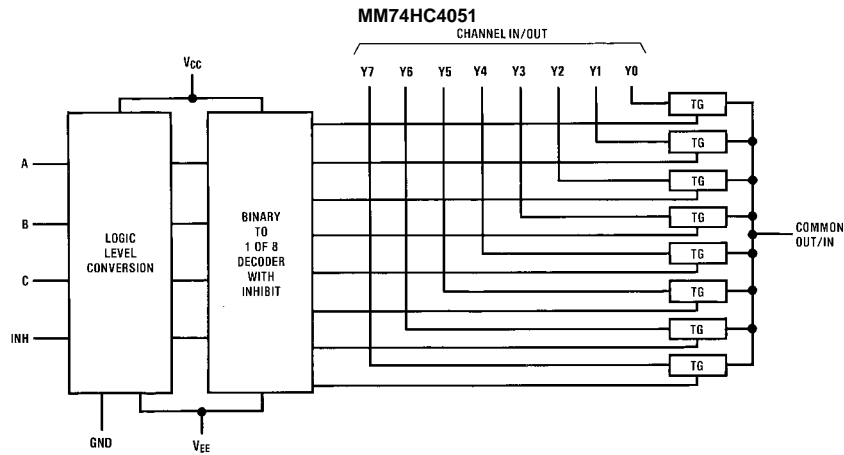 MM74HC4051
CHANNEL IN/OUT
VCC
Y7 Y6 Y5 Y4 Y3 Y2 Y1 Y0
TG
TG
TG
TG
TG
TG
TG
TG
A
B
C
INH
LOGIC
LEVEL
CONVERSION
BINARY
TO
1 OF 8
DECODER
WITH
INHIBIT
COMMON
OUT/IN
GND
VEE